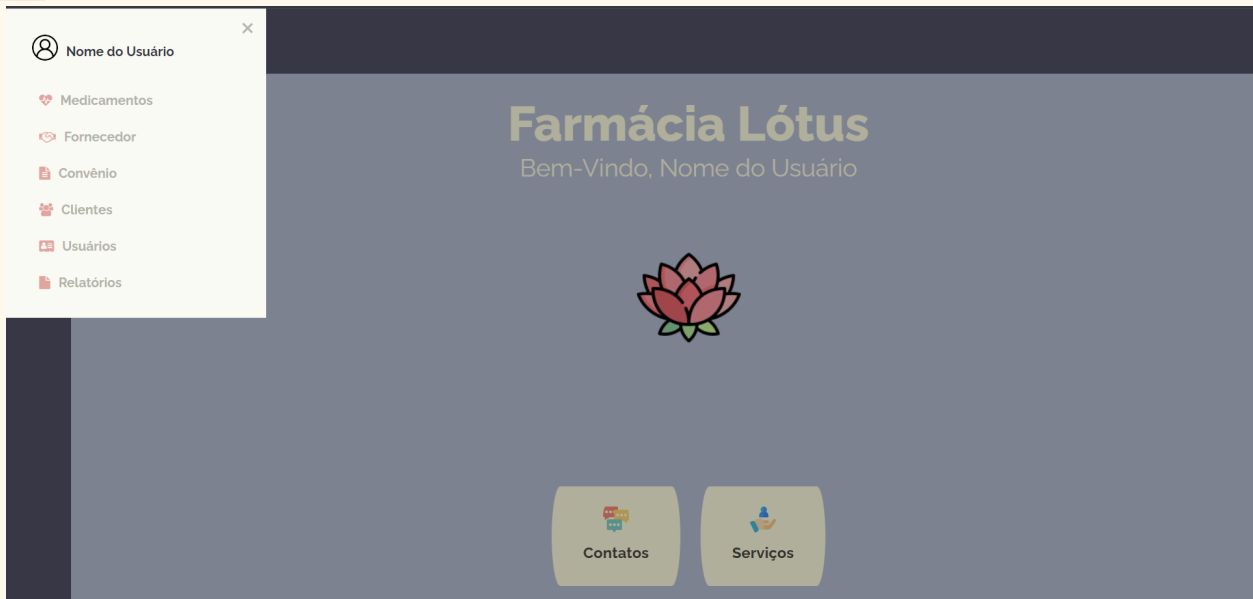 ×
Nome do Usuário
Medicamentos
Fornecedor
Convênio
Clientes
Usuários
Relatórios
Farmácia Lótus
Bem-Vindo, Nome do Usuário
Contatos
Serviços